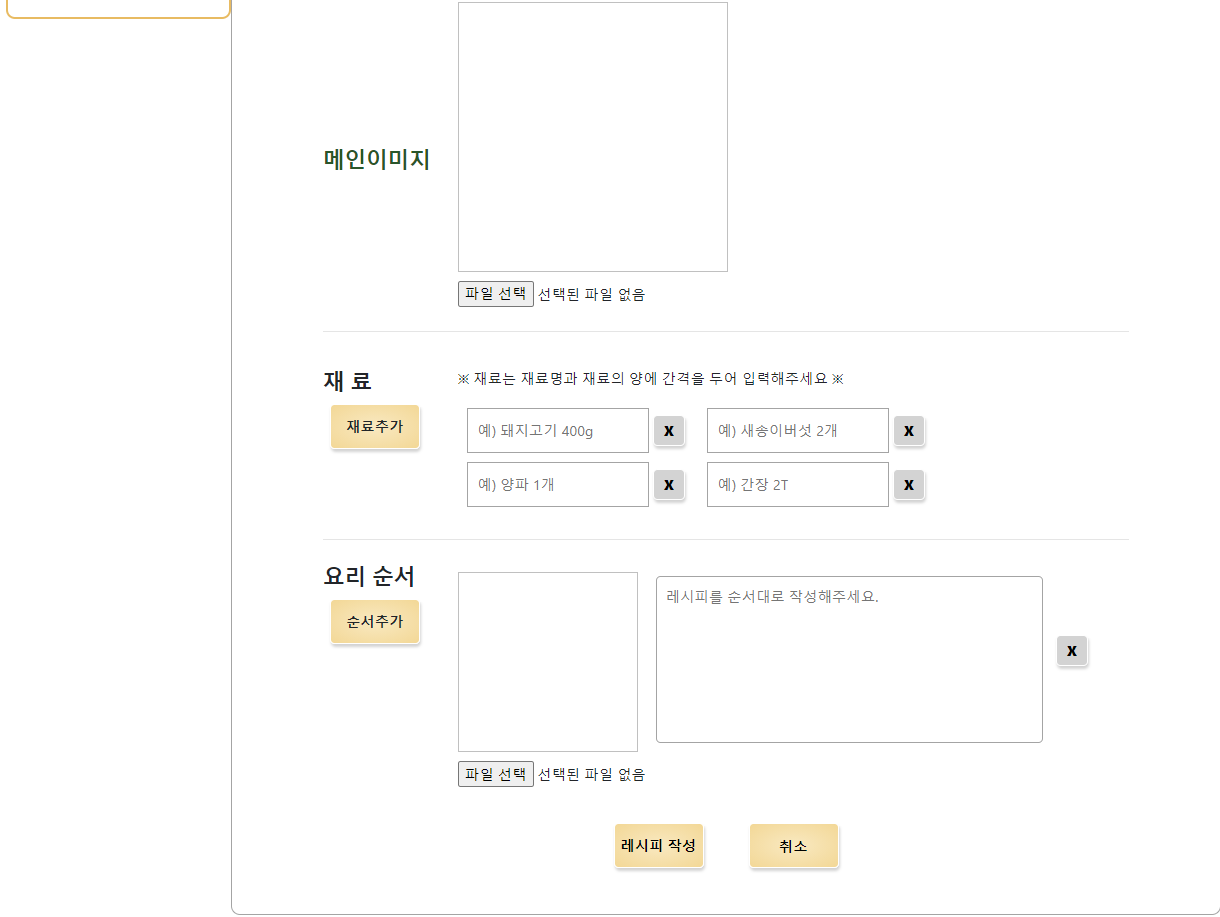 메인이미지
파일 선택 선택된 파일 없음
재 료
※ 재료는 재료명과 재료의 양에 간격을 두어 입력해주세요 ※
재료추가
예) 돼지고기 400g X 예) 새송이버섯 2개 X
예) 양파 1개 X 예) 간장 2T X
요리 순서
순서추가
레시피를 순서대로 작성해주세요.
X
파일 선택 선택된 파일 없음
레시피 작성 취소